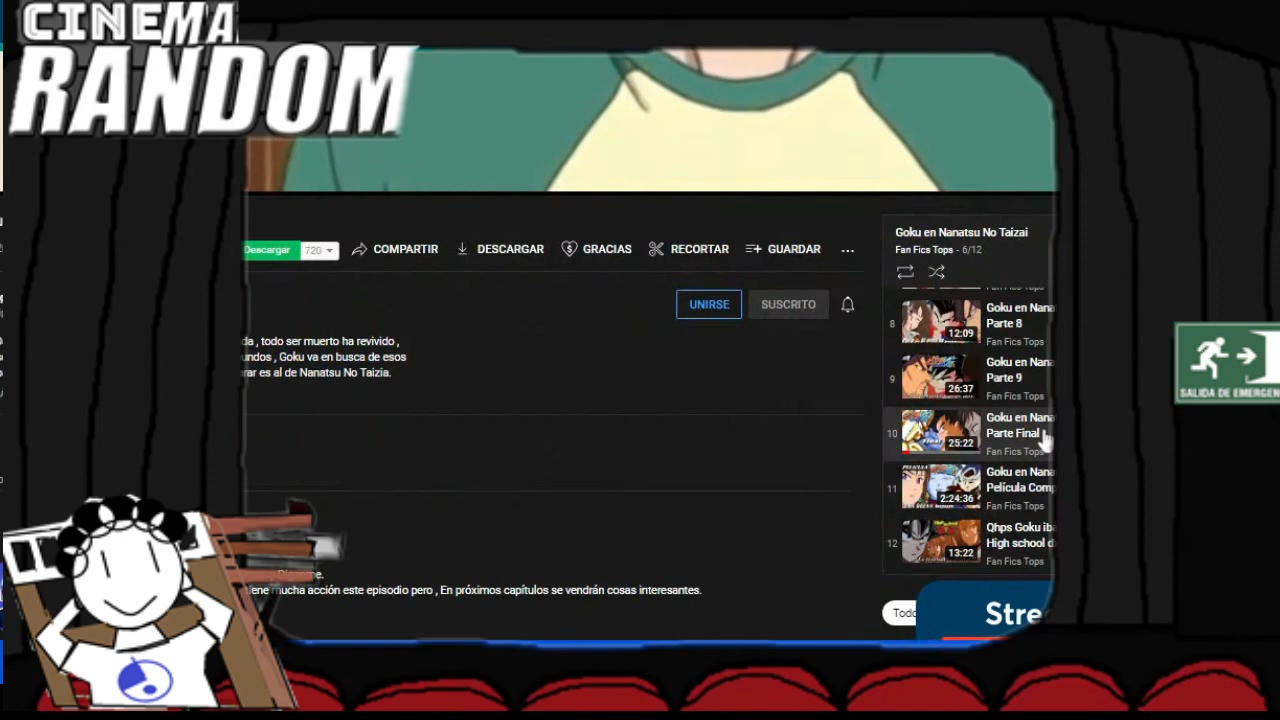 CINEMA
RANDOM
Descargar 720 COMPARTIR DESCARGAR GRACIAS RECORTAR GUARDAR ...
Goku en Nanatsu No Taizai
Fan Fics Tops - 6/12
Fan Fics Tops
UNIRSE SUSCRITO
8 12:09 Goku en Nana
Parte 8
Fan Fics Tops
da , todo ser muerto ha revivido ,
undos , Goku va en busca de esos
rar es al de Nanatsu No Taizia.
9 26:37 Goku en Nana
Parte 9
Fan Fics Tops
SALIDA DE EMERGEN
10 25:22 Goku en Nana
Parte Final
Fan Fics Tops
11 2:24:36 Goku en Nana
Película Comp
Fan Fics Tops
12 13:22 Qhps Goku iba
High school d
Fan Fics Tops
iene mucha acción este episodio pero , En próximos capítulos se vendrán cosas interesantes.
Todo
Stre